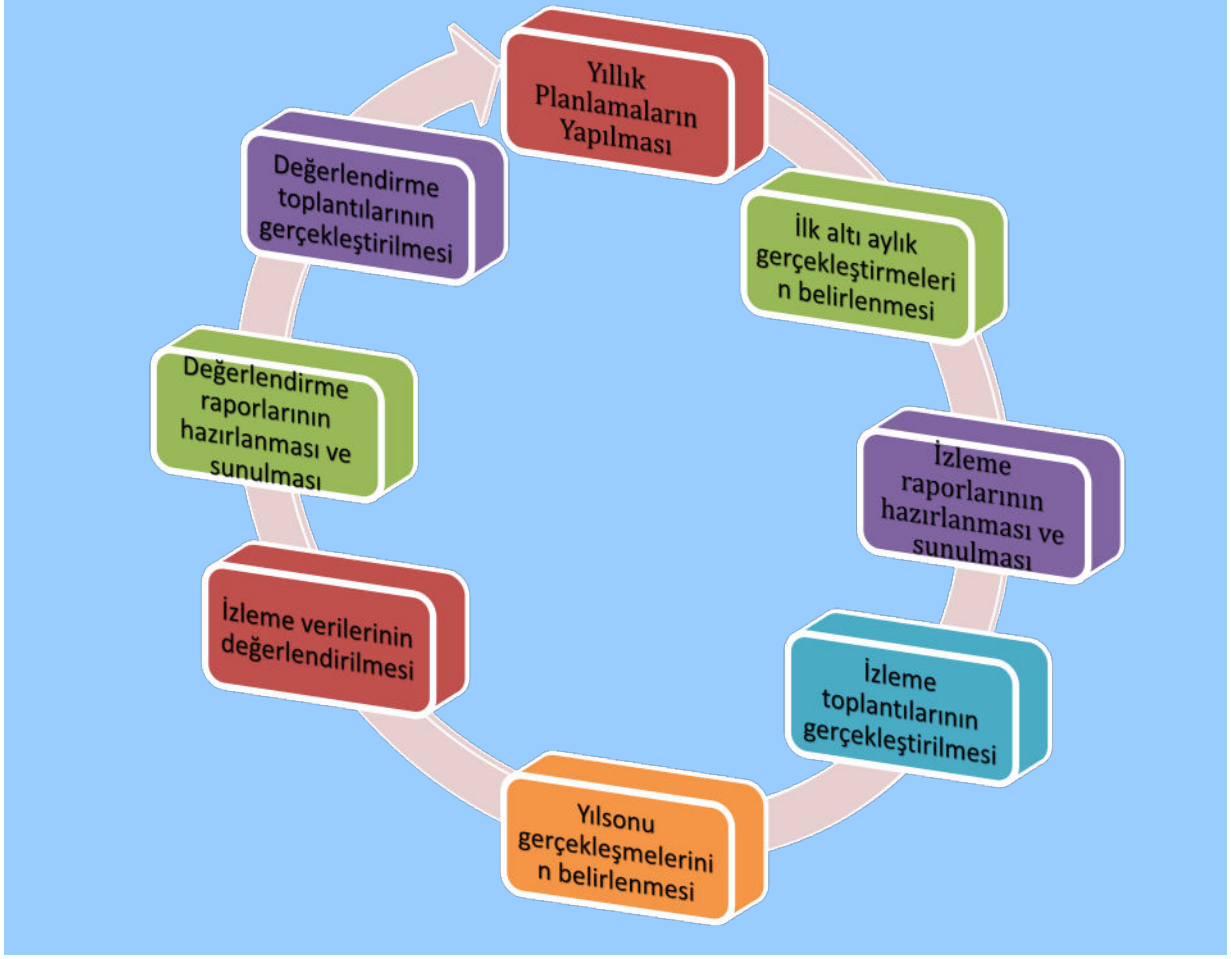 Yıllık
Planlamaların
Yapılması
İlk altı aylık
gerçekleştirmeleri
n belirlenmesi
İzleme
raporlarının
hazırlanması ve
sunulması
İzleme
toplantılarının
gerçekleştirilmesi
Yılsonu
gerçekleşmelerini
n belirlenmesi
İzleme verilerinin
değerlendirilmesi
Değerlendirme
raporlarının
hazırlanması ve
sunulması
Değerlendirme
toplantılarının
gerçekleştirilmesi